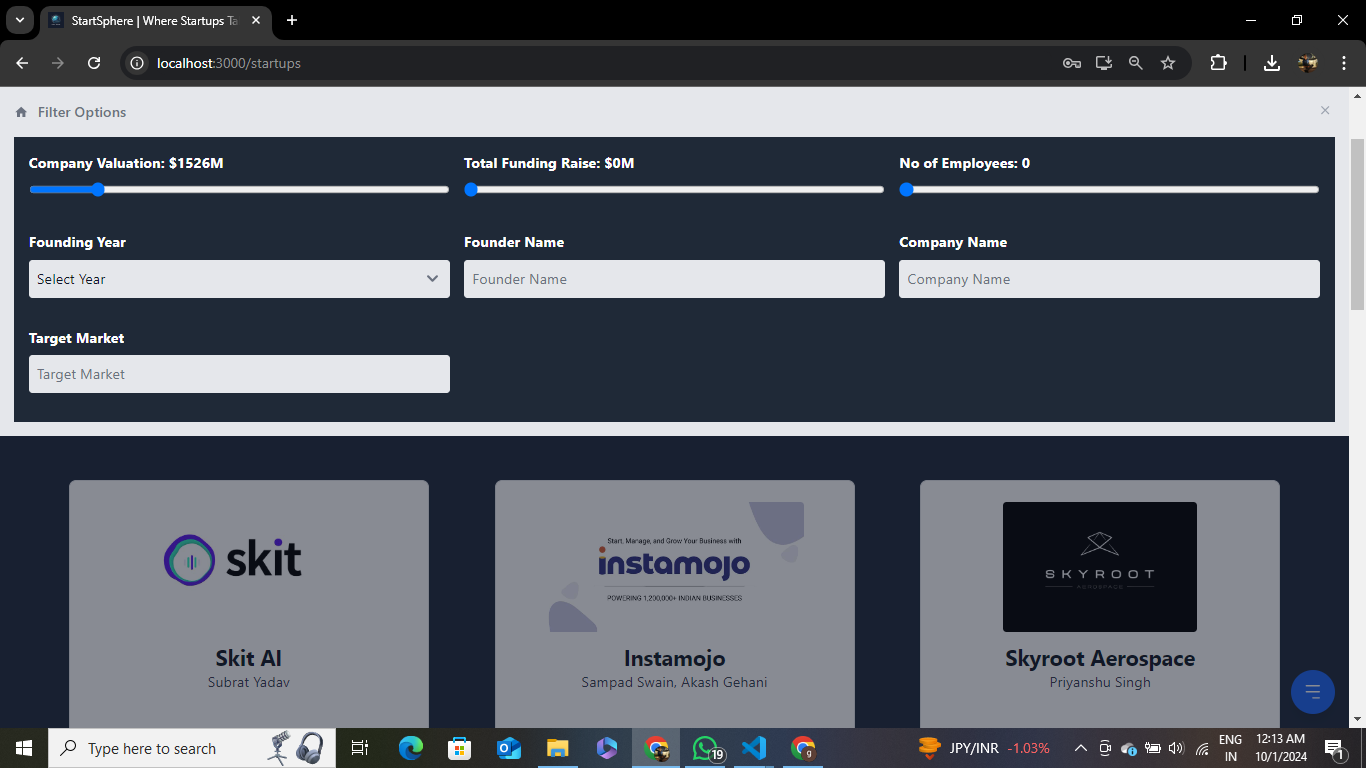 StartSphere | Where Startups Ta
localhost:3000/startups
Filter Options
Company Valuation: $1526M
Total Funding Raise: $0M
No of Employees: 0
Founding Year
Founder Name
Company Name
Select Year
Founder Name
Company Name
Target Market
Target Market
skit
Start, Manage, and Grow Your Business with
instamojo
POWERING 1,200,000+ INDIAN BUSINESSES
SKYROOT
AEROSPACE
Skit AI
Subrat Yadav
Instamojo
Sampad Swain, Akash Gehani
Skyroot Aerospace
Priyanshu Singh
Type here to search
19
g
JPY/INR -1.03%
ENG
IN
12:13 AM
10/1/2024
1